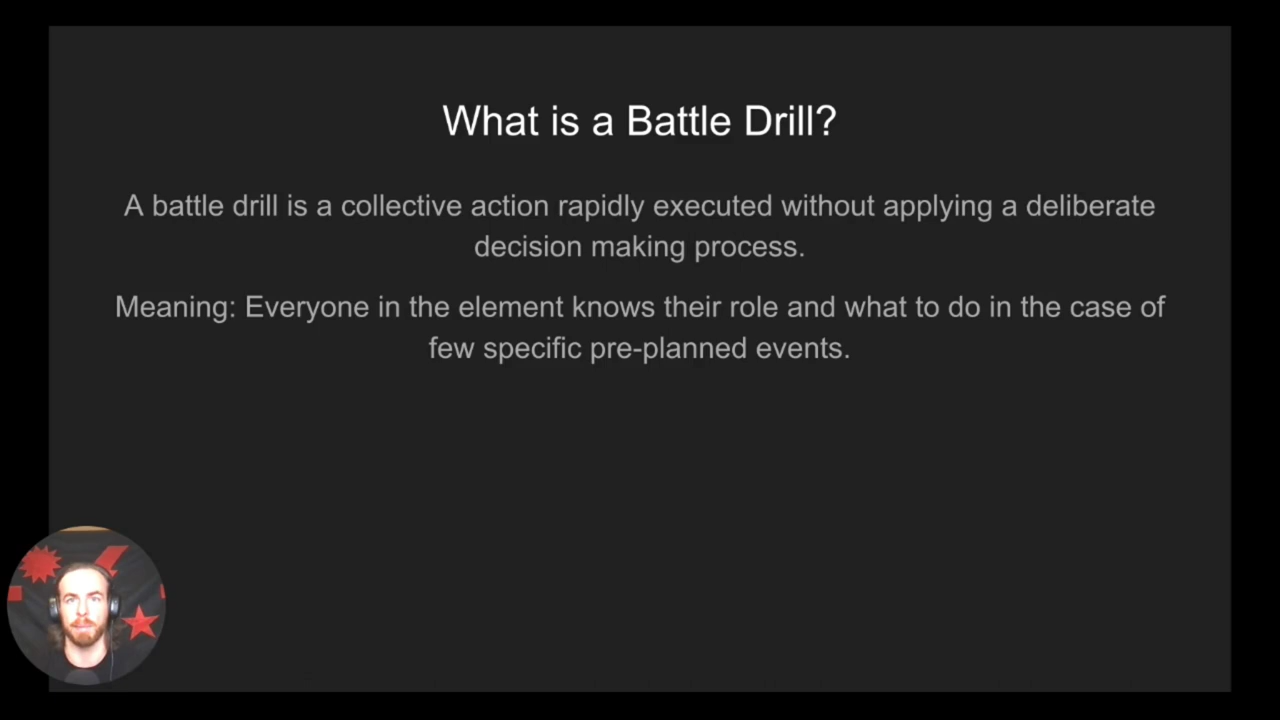 What is a Battle Drill?
A battle drill is a collective action rapidly executed without applying a deliberate
decision making process.
Meaning: Everyone in the element knows their role and what to do in the case of
few specific pre-planned events.